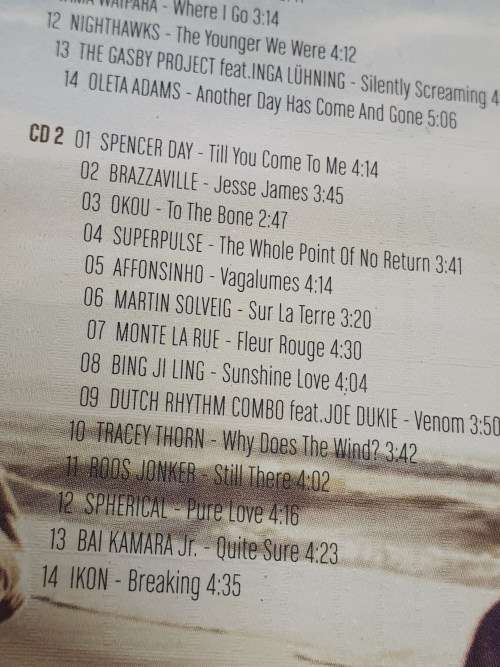 WAIPARA - Where I Go 3:14
12 NIGHTHAWKS - The Younger We Were 4:12
13 THE GASBY PROJECT feat.INGA LÜHNING - Silently Screaming 4
14 OLETA ADAMS - Another Day Has Come And Gone 5:06
CD 2 01 SPENCER DAY - Till You Come To Me 4:14
02 BRAZZAVILLE - Jesse James 3:45
03 OKOU - To The Bone 2:47
04 SUPERPULSE - The Whole Point Of No Return 3:41
05 AFFONSINHO - Vagalumes 4:14
06 MARTIN SOLVEIG - Sur La Terre 3:20
07 MONTE LA RUE - Fleur Rouge 4:30
08 BING JI LING - Sunshine Love 4:04
09 DUTCH RHYTHM COMBO feat.JOE DUKIE - Venom 3:50
10 TRACEY THORN - Why Does The Wind? 3:42
11 ROOS JONKER - Still There 4:02
12 SPHERICAL - Pure Love 4:16
13 BAI KAMARA Jr. - Quite Sure 4:23
14 IKON - Breaking 4:35